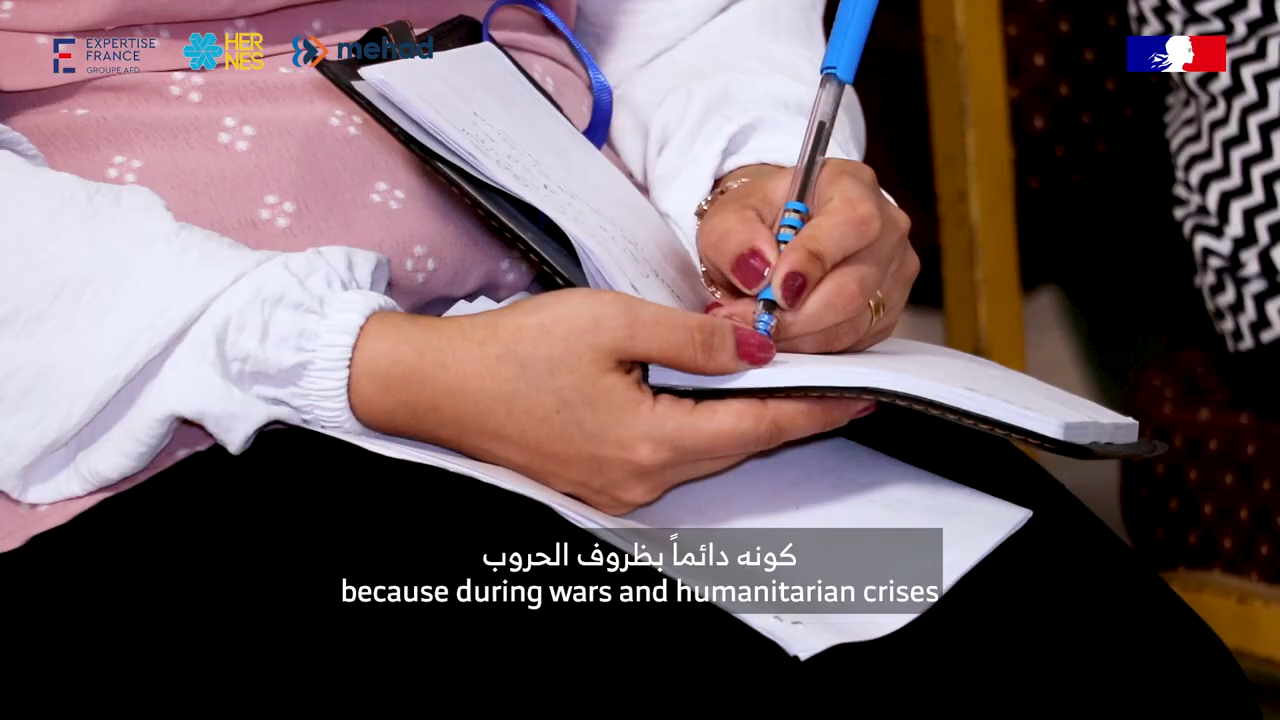 EXPERTISE
FRANCE
GROUPE AFD
HER
NES
mehad
كونه دائماً بظروف الحروب
because during wars and humanitarian crises